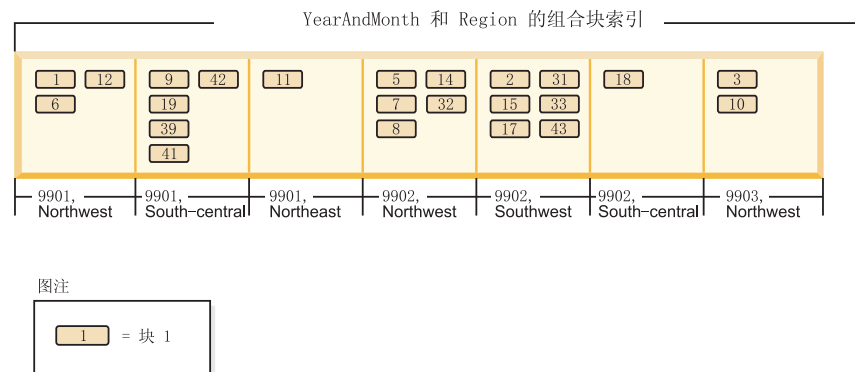 YearAndMonth 和 Region 的组合块索引
1 12 9 42 11 5 14 2 31 18 3
6 19 7 32 15 33 10
39 8 17 43
41
9901, 9901, 9901, 9902, 9902, 9902, 9903,
Northwest South-central Northeast Northwest Southwest South-central Northwest
图注
1 = 块 1